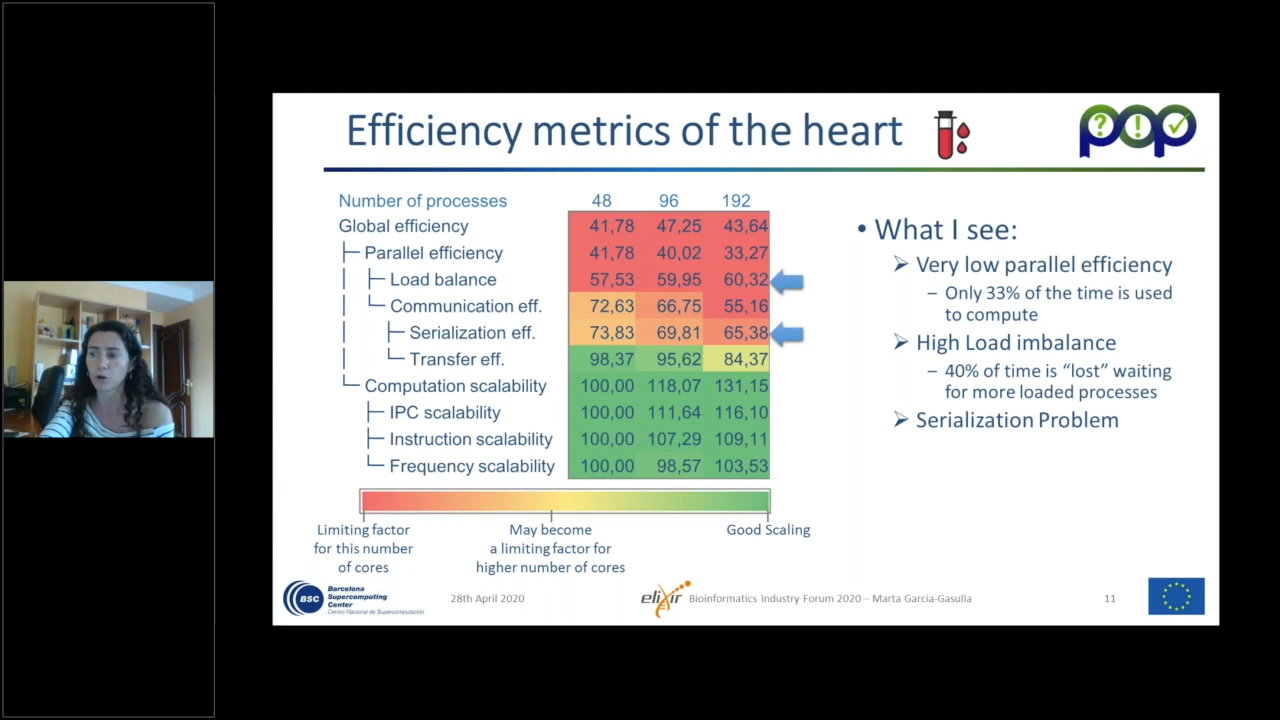 Efficiency metrics of the heart
pop
? ! ✓
Number of processes 48 96 192
Global efficiency 41,78 47,25 43,64
Parallel efficiency 41,78 40,02 33,27
Load balance 57,53 59,95 60,32
Communication eff. 72,63 66,75 55,16
Serialization eff. 73,83 69,81 65,38
Transfer eff. 98,37 95,62 84,37
Computation scalability 100,00 118,07 131,15
IPC scalability 100,00 111,64 116,10
Instruction scalability 100,00 107,29 109,11
Frequency scalability 100,00 98,57 103,53
Limiting factor
for this number
of cores
May become
a limiting factor for
higher number of cores
Good Scaling
• What I see:
➢ Very low parallel efficiency
– Only 33% of the time is used
to compute
➢ High Load imbalance
– 40% of time is “lost” waiting
for more loaded processes
➢ Serialization Problem
BSC
Barcelona
Supercomputing
Center
Centro Nacional de Supercomputación
28th April 2020
elixir
Bioinformatics Industry Forum 2020 – Marta Garcia-Gasulla
11